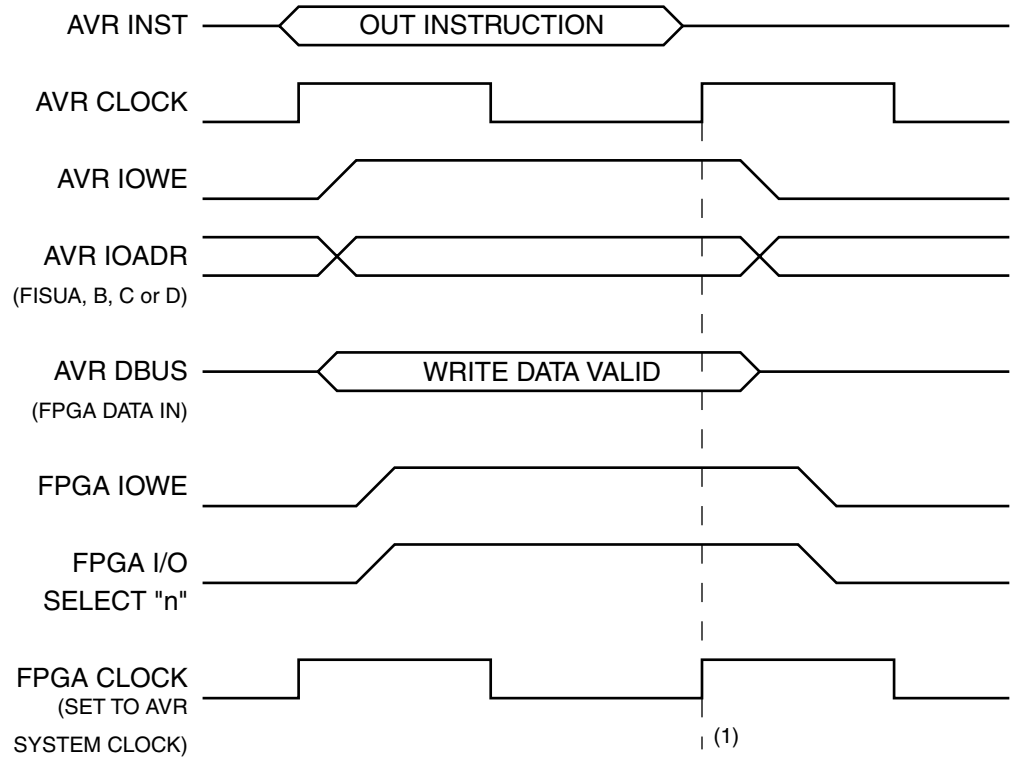 AVR INST
OUT INSTRUCTION
AVR CLOCK
AVR IOWE
AVR IOADR
(FISUA, B, C or D)
AVR DBUS
WRITE DATA VALID
(FPGA DATA IN)
FPGA IOWE
FPGA I/O
SELECT "n"
FPGA CLOCK
(SET TO AVR
SYSTEM CLOCK)
(1)